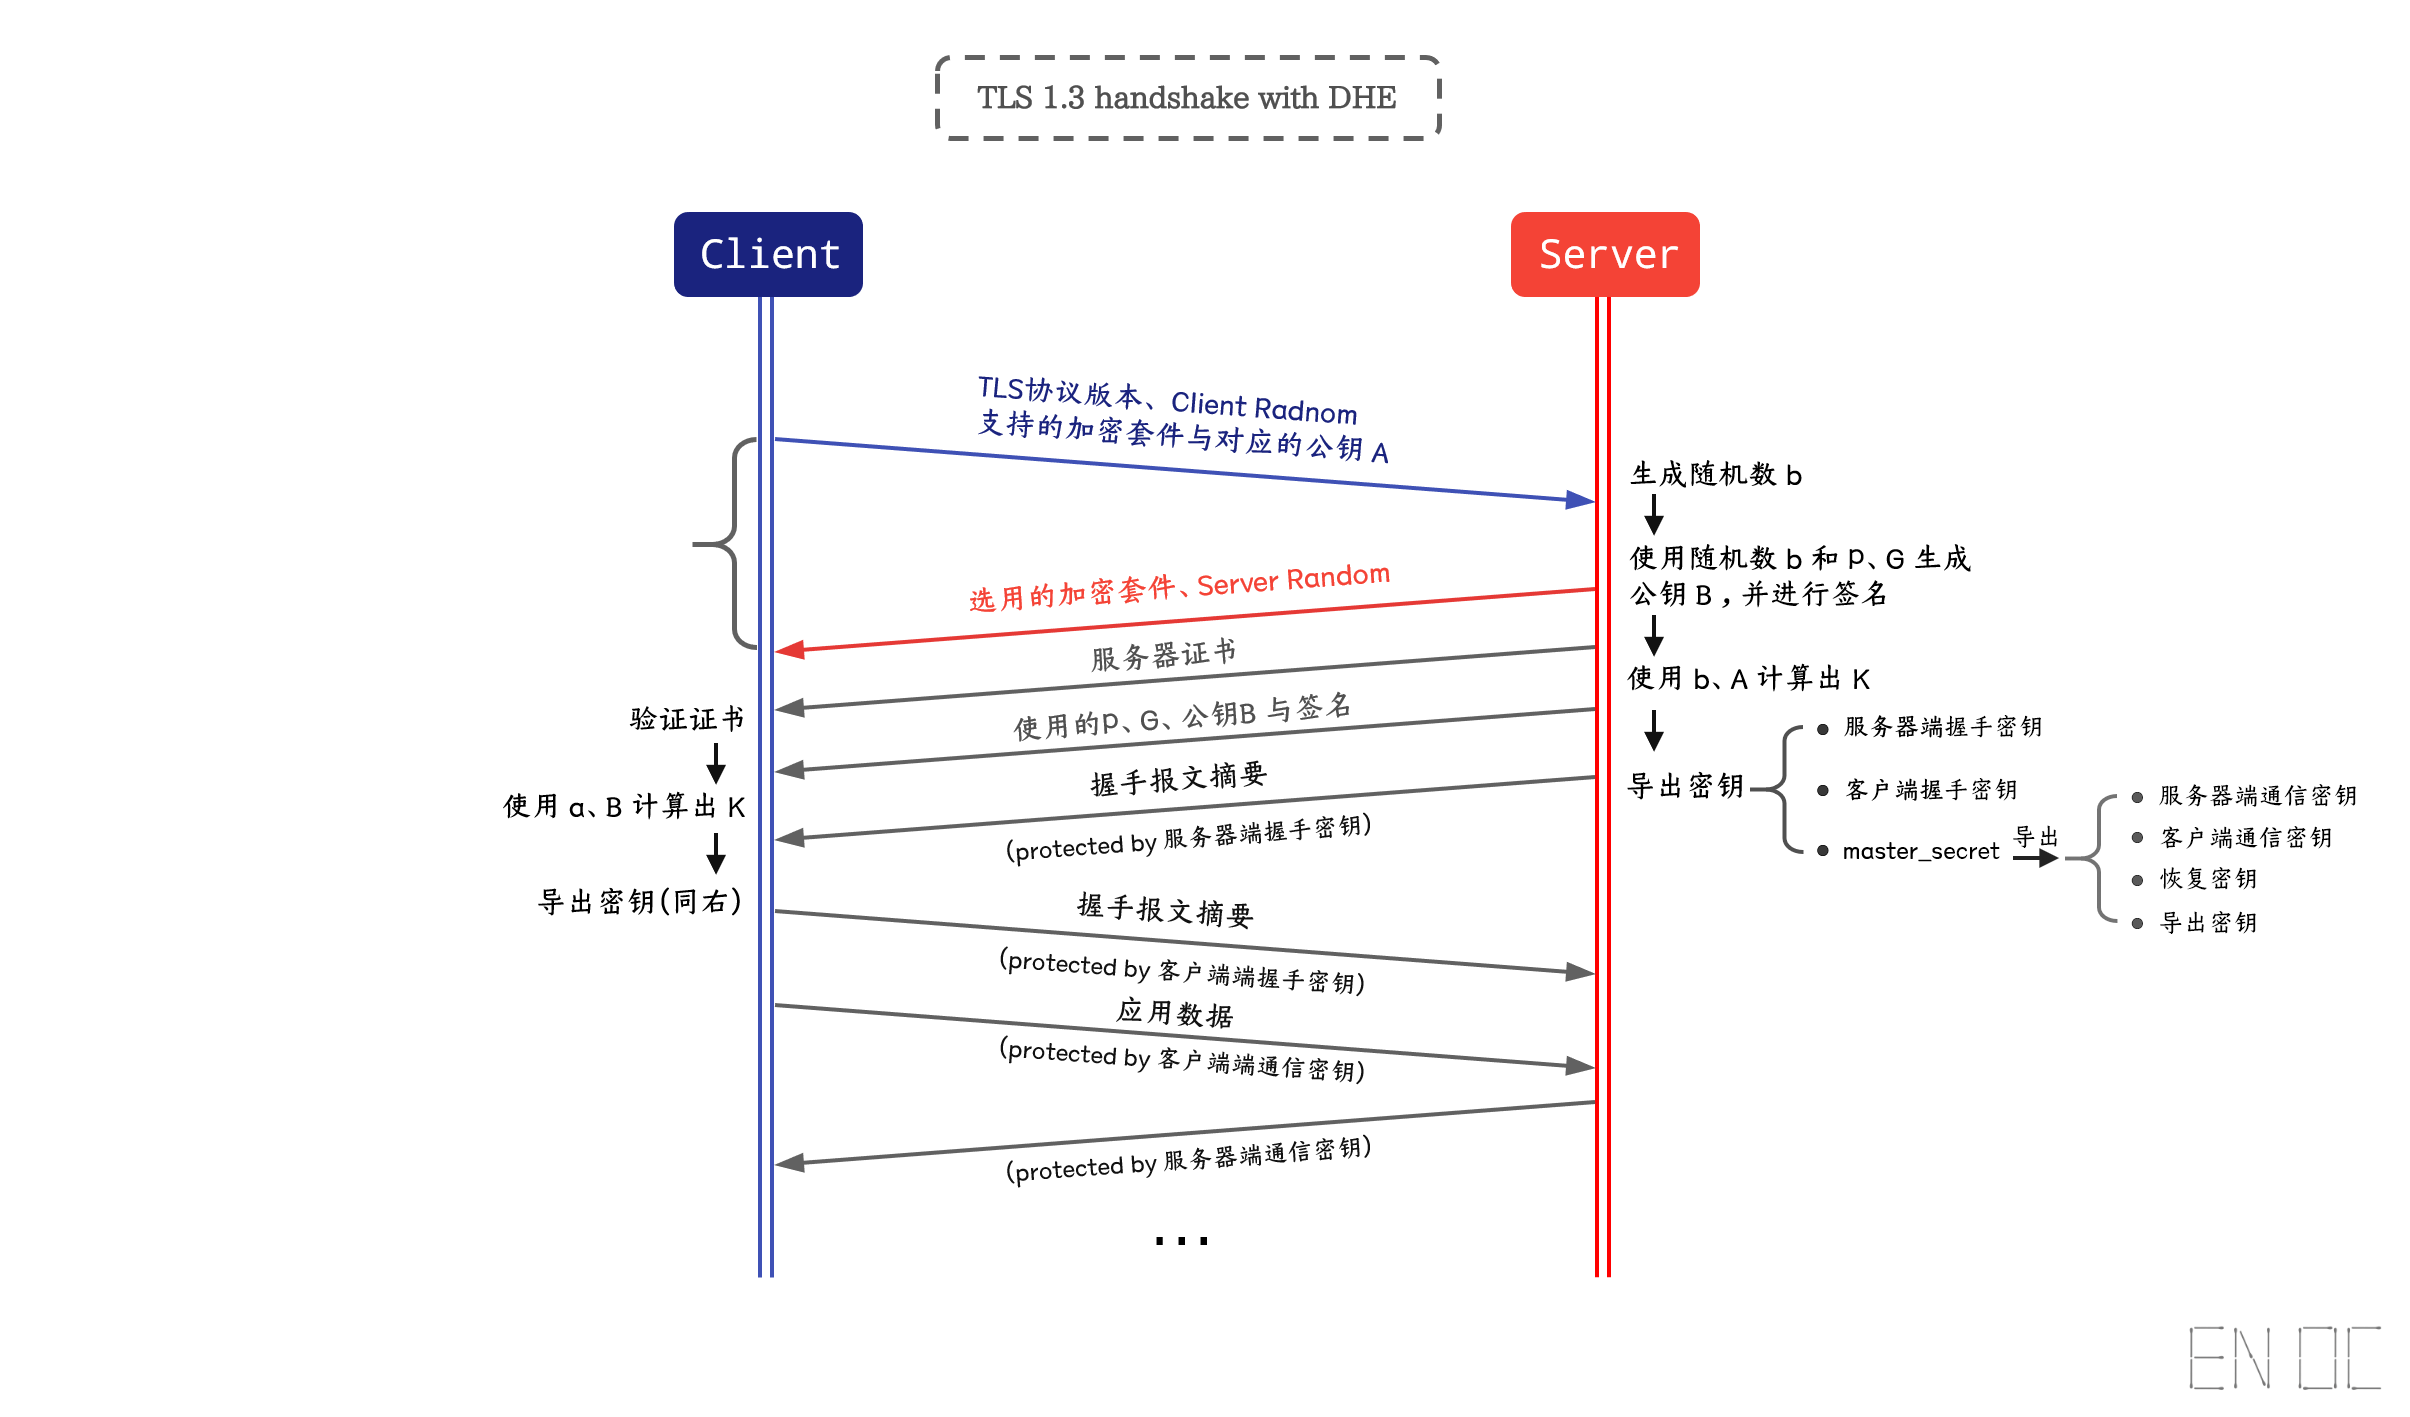 TLS 1.3 handshake with DHE
Client
Server
TLS协议版本、Client Radnom
支持的加密套件与对应的公钥 A
生成随机数 b
使用随机数 b 和 p、G 生成
公钥 B，并进行签名
选用的加密套件、Server Random
服务器证书
使用 b、A 计算出 K
验证证书
使用的p、G、公钥B 与签名
服务器端握手密钥
握手报文摘要
导出密钥
客户端握手密钥
使用 a、B 计算出 K
服务器端通信密钥
(protected by 服务器端握手密钥)
导出
客户端通信密钥
master_secret
恢复密钥
导出密钥(同右)
握手报文摘要
导出密钥
(protected by 客户端端握手密钥)
应用数据
(protected by 客户端端通信密钥)
(protected by 服务器端通信密钥)
...
EN OC